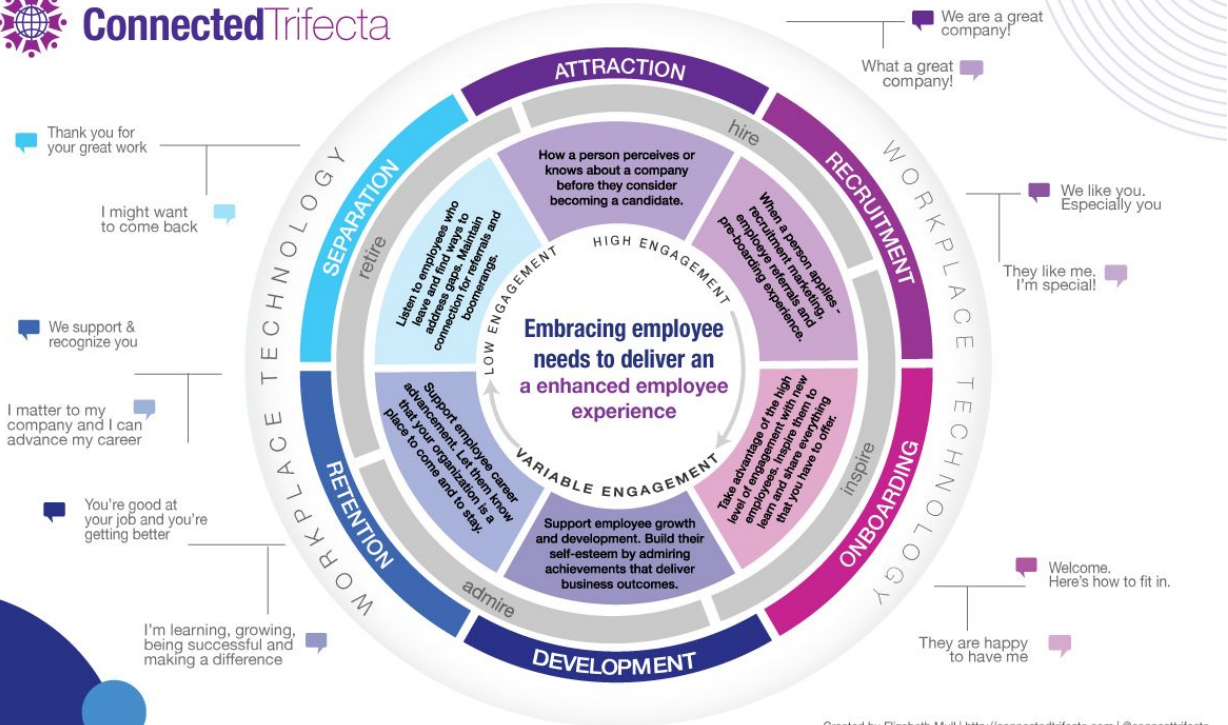 ConnectedTrifecta
We are a great
company!
What a great
company!
ATTRACTION
hire
How a person perceives or
knows about a company
before they consider
becoming a candidate.
RECRUITMENT
When a person applies -
recruitment marketing,
employee referrals and
pre-boarding experience.
We like you.
Especially you
They like me.
I'm special!
WORKPLACE TECHNOLOGY
ONBOARDING
inspire
Take advantage of the high
level of engagement with new
employees. Inspire them to
learn and share everything
that you have to offer.
Welcome.
Here's how to fit in.
They are happy
to have me
DEVELOPMENT
admire
Support employee growth
and development. Build their
self-esteem by admiring
achievements that deliver
business outcomes.
You're good at
your job and you're
getting better
I'm learning, growing,
being successful and
making a difference
RETENTION
Support employee career
advancement. Let them know
that your organization is a
place to come and to stay.
We support &
recognize you
I matter to my
company and I can
advance my career
WORKPLACE TECHNOLOGY
SEPARATION
retire
Listen to employees who
leave and find ways to
address gaps. Maintain
connection for referrals and
boomerangs.
Thank you for
your great work
I might want
to come back
HIGH ENGAGEMENT
VARIABLE ENGAGEMENT
LOW ENGAGEMENT
Embracing employee
needs to deliver an
a enhanced employee
experience